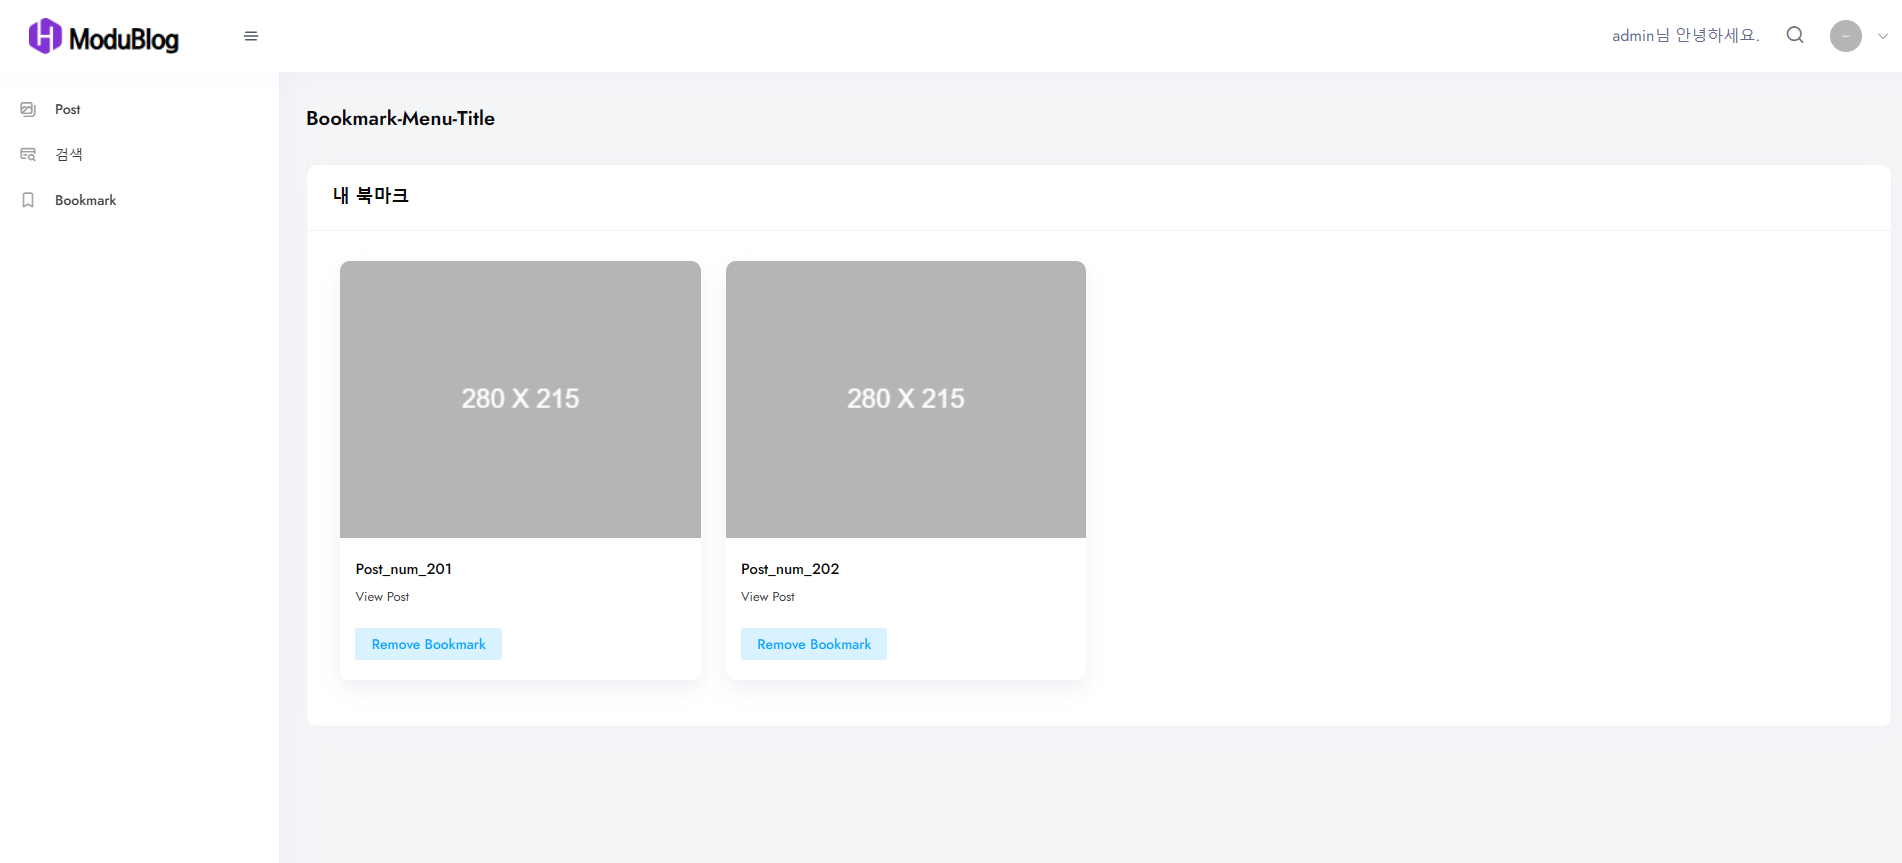 ModuBlog
admin님 안녕하세요.
Post
검색
Bookmark
Bookmark-Menu-Title
내 북마크
280 X 215
280 X 215
Post_num_201
View Post
Remove Bookmark
Post_num_202
View Post
Remove Bookmark